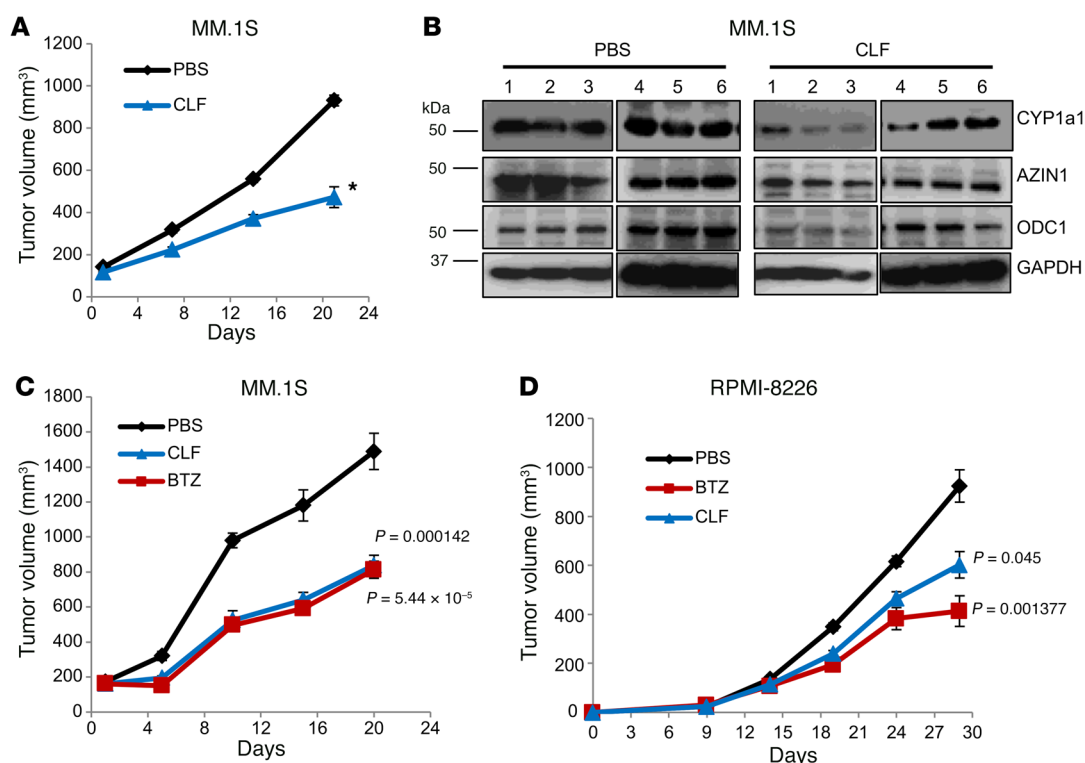 A
MM.1S
Tumor volume (mm³)
1200
1000
800
600
400
200
0
PBS
CLF
*
0 4 8 12 16 20 24
Days
B
MM.1S
PBS CLF
1 2 3 4 5 6 1 2 3 4 5 6
kDa
50
CYP1a1
50
AZIN1
50
ODC1
37
GAPDH
C
MM.1S
Tumor volume (mm³)
1800
1600
1400
1200
1000
800
600
400
200
0
PBS
CLF
BTZ
P = 0.000142
P = 5.44 × 10⁻⁵
0 4 8 12 16 20 24
Days
D
RPMI-8226
Tumor volume (mm³)
1200
1000
800
600
400
200
0
PBS
BTZ
CLF
P = 0.045
P = 0.001377
0 3 6 9 12 15 18 21 24 27 30
Days